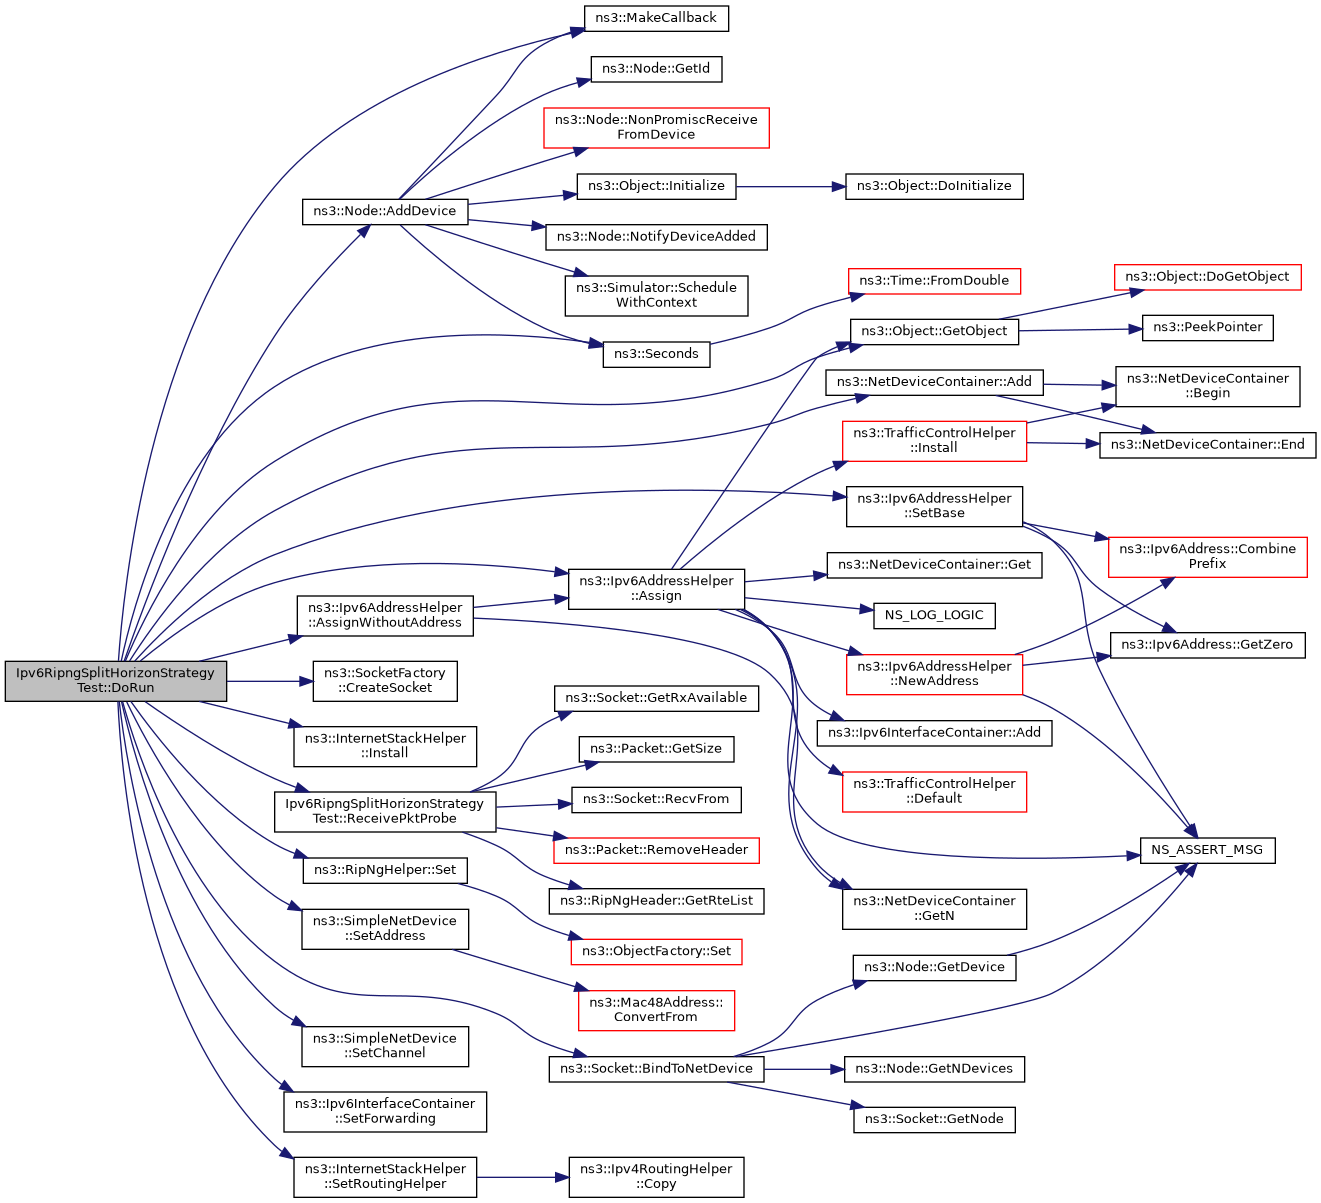 ns3::MakeCallback
ns3::Node::GetId
ns3::Node::NonPromiscReceive
FromDevice
ns3::Object::Initialize
ns3::Object::DoInitialize
ns3::Node::AddDevice
ns3::Node::NotifyDeviceAdded
ns3::Simulator::Schedule
WithContext
ns3::Time::FromDouble
ns3::Object::DoGetObject
ns3::Object::GetObject
ns3::PeekPointer
ns3::Seconds
ns3::NetDeviceContainer::Add
ns3::NetDeviceContainer
::Begin
ns3::TrafficControlHelper
::Install
ns3::NetDeviceContainer::End
ns3::Ipv6AddressHelper
::SetBase
ns3::Ipv6Address::Combine
Prefix
ns3::NetDeviceContainer::Get
ns3::Ipv6AddressHelper
::Assign
ns3::Ipv6AddressHelper
::AssignWithoutAddress
NS_LOG_LOGIC
ns3::Ipv6Address::GetZero
ns3::Ipv6AddressHelper
::NewAddress
Ipv6RipngSplitHorizonStrategy
Test::DoRun
ns3::SocketFactory
::CreateSocket
ns3::Socket::GetRxAvailable
ns3::Ipv6InterfaceContainer::Add
ns3::InternetStackHelper
::Install
ns3::Packet::GetSize
ns3::TrafficControlHelper
::Default
ns3::Socket::RecvFrom
Ipv6RipngSplitHorizonStrategy
Test::ReceivePktProbe
ns3::Packet::RemoveHeader
NS_ASSERT_MSG
ns3::RipNgHelper::Set
ns3::RipNgHeader::GetRteList
ns3::NetDeviceContainer
::GetN
ns3::SimpleNetDevice
::SetAddress
ns3::ObjectFactory::Set
ns3::Node::GetDevice
ns3::Mac48Address::
ConvertFrom
ns3::SimpleNetDevice
::SetChannel
ns3::Socket::BindToNetDevice
ns3::Node::GetNDevices
ns3::Ipv6InterfaceContainer
::SetForwarding
ns3::Socket::GetNode
ns3::InternetStackHelper
::SetRoutingHelper
ns3::Ipv4RoutingHelper
::Copy